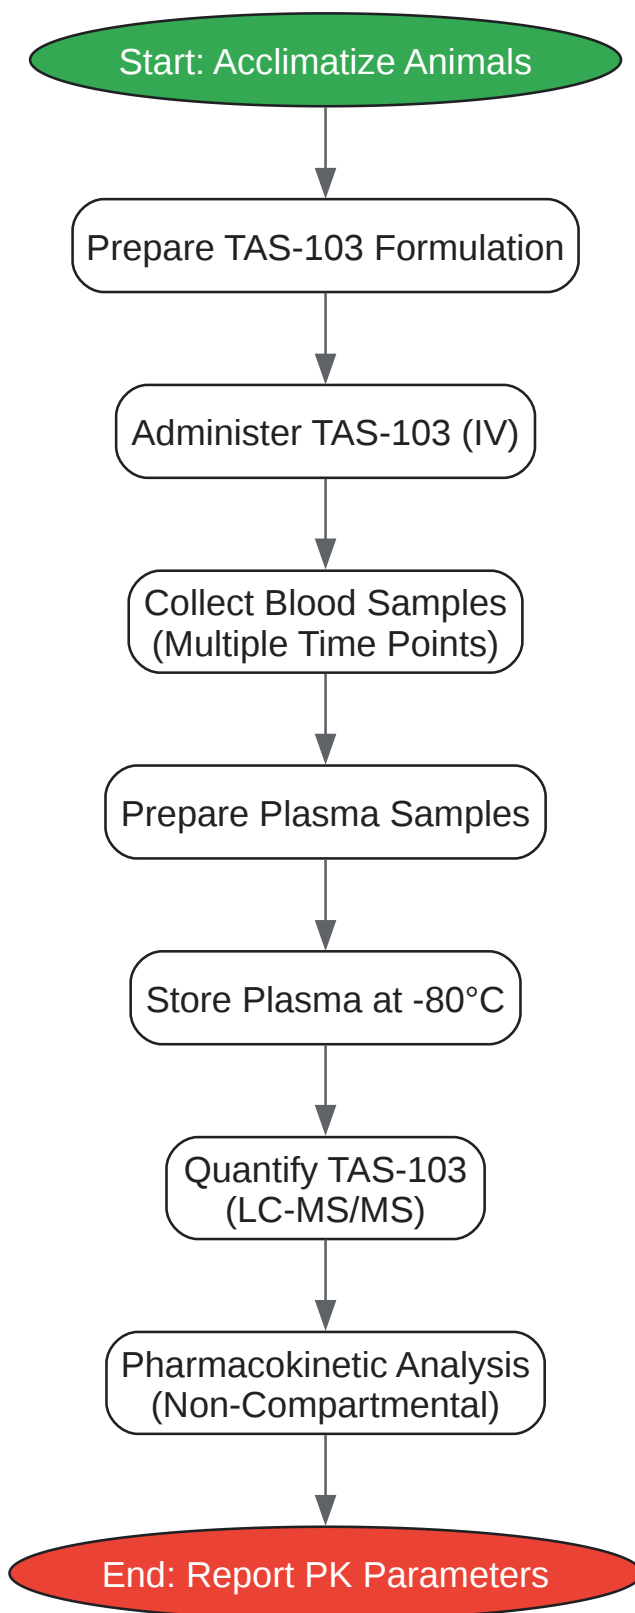 Start: Acclimatize Animals
Prepare TAS-103 Formulation
Administer TAS-103 (IV)
Collect Blood Samples
(Multiple Time Points)
Prepare Plasma Samples
Store Plasma at -80°C
Quantify TAS-103
(LC-MS/MS)
Pharmacokinetic Analysis
(Non-Compartmental)
End: Report PK Parameters